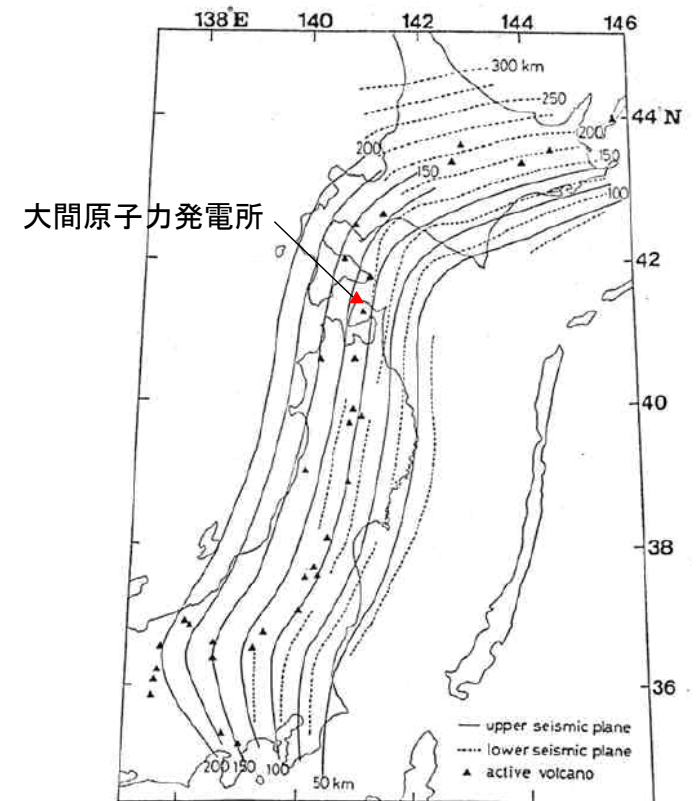 138°E 140 142 144 146
300 km
250
44°N
200
200
150
150
100
大間原子力発電所
42
40
38
36
upper seismic plane
lower seismic plane
active volcano
200 150 100
50 km